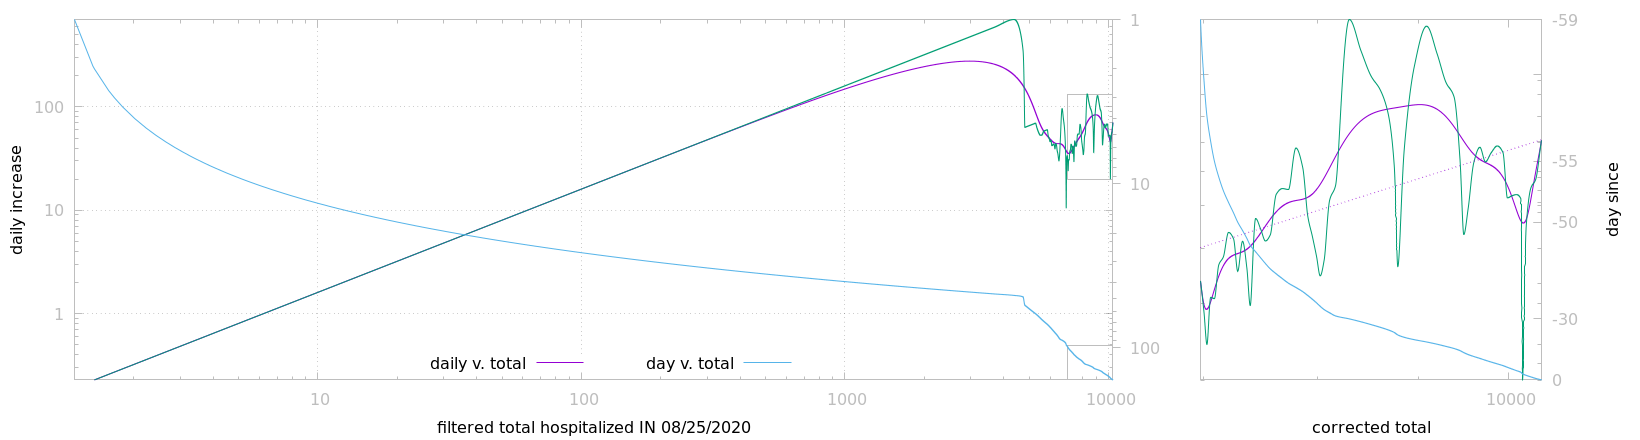 daily increase
100
10
1
daily v. total
day v. total
10
100
1000
10000
filtered total hospitalized IN 08/25/2020
1
10
100
10000
corrected total
-59
-55
-50
-30
0
day since